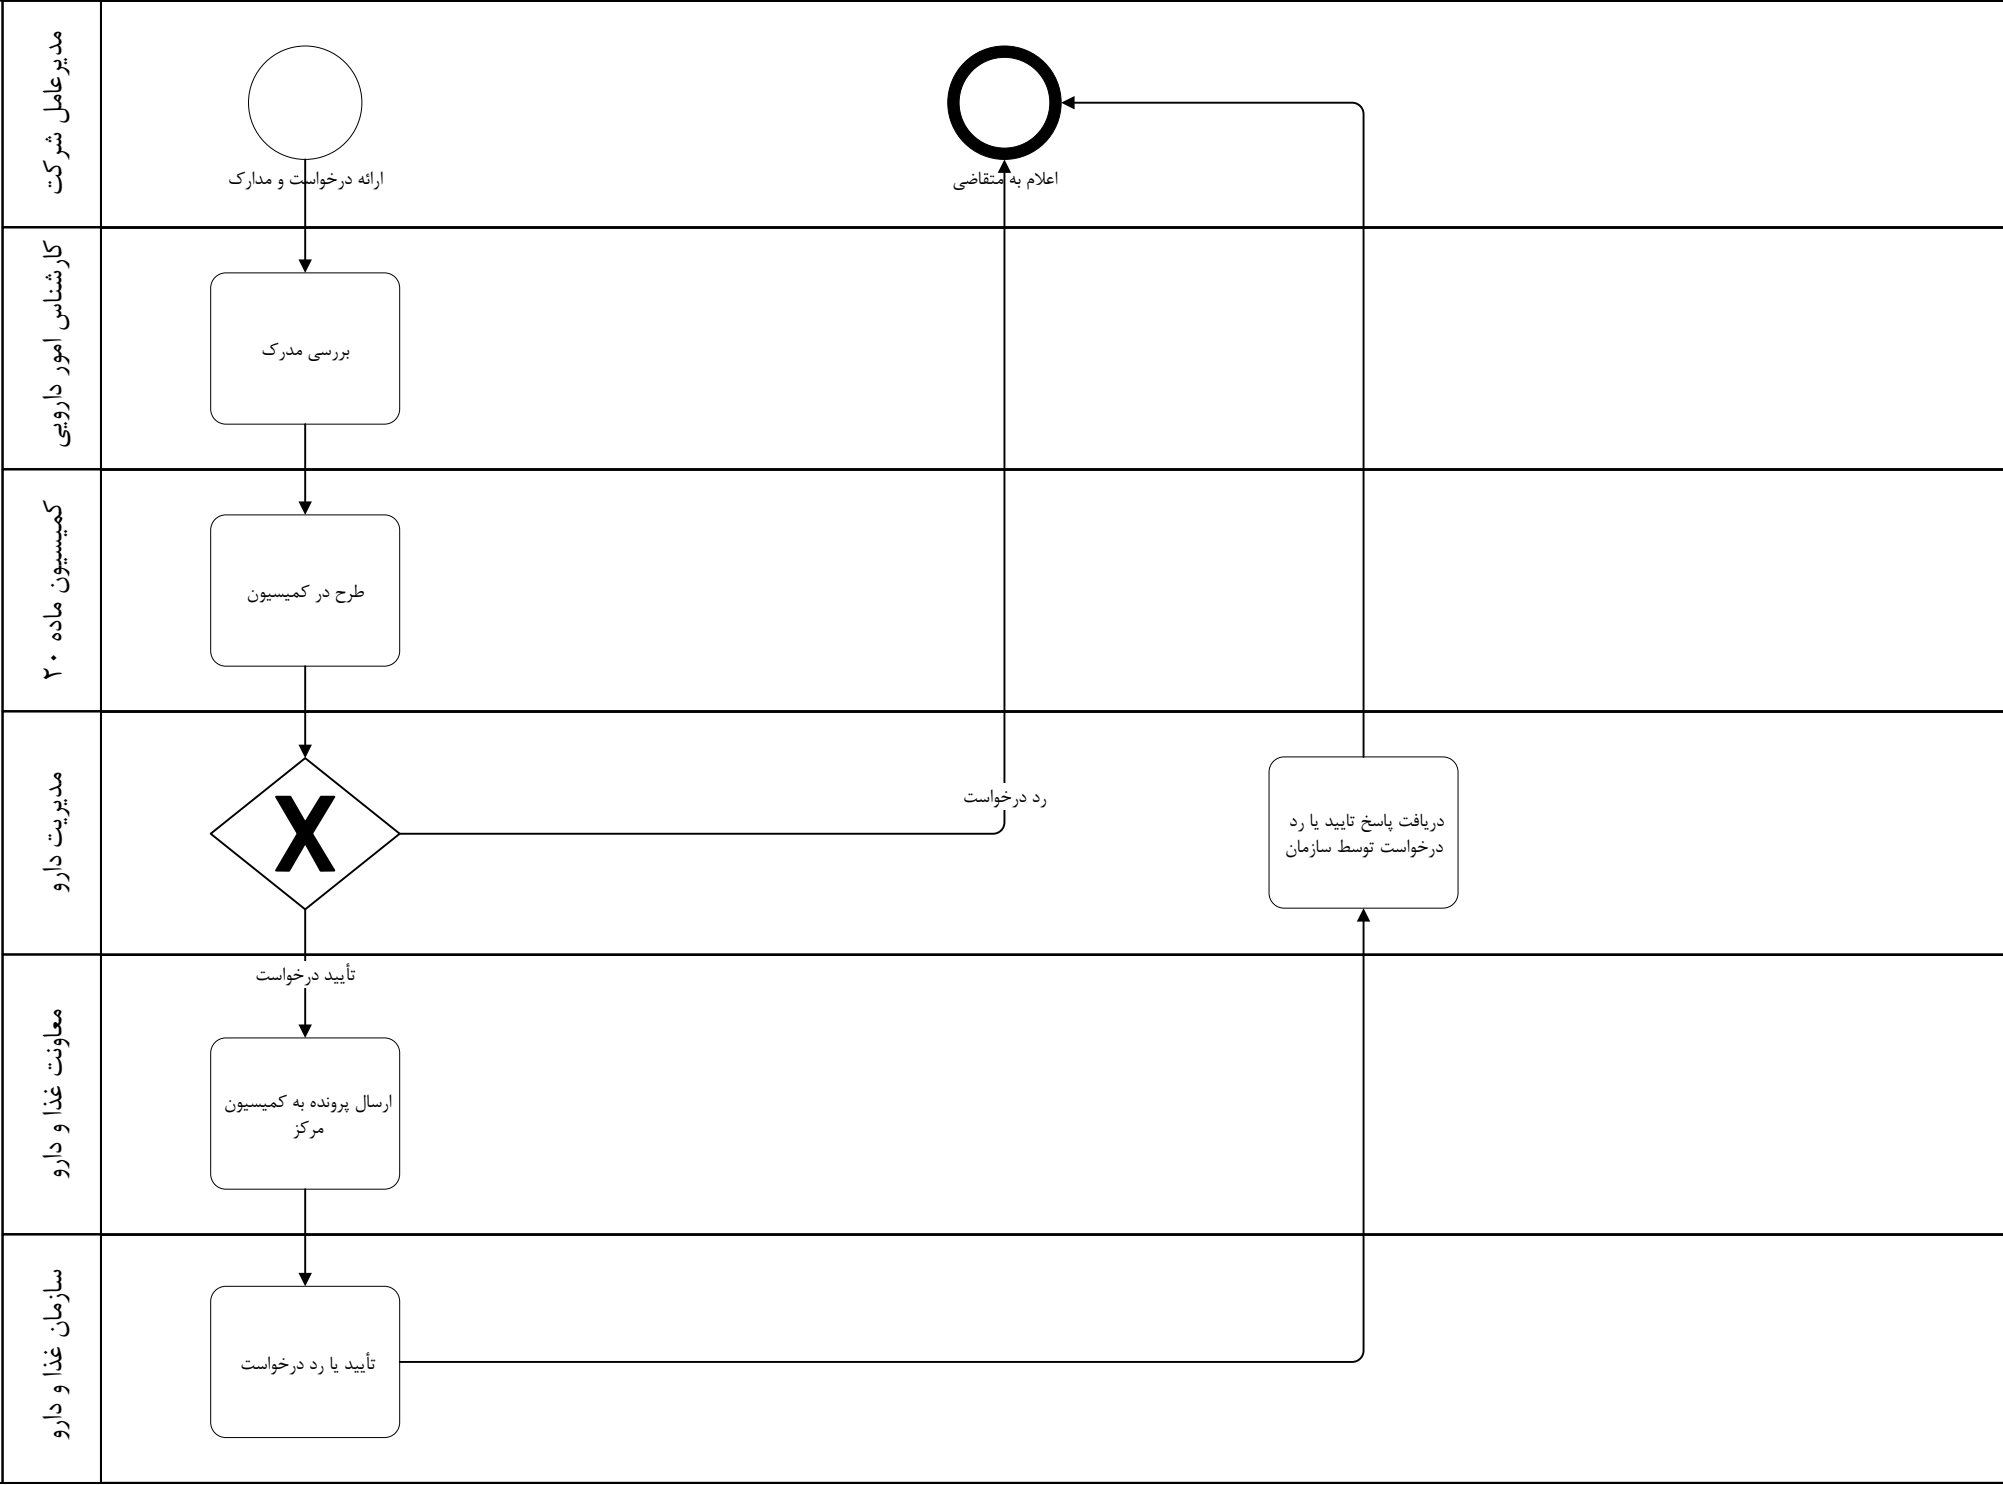 مدیرعامل شرکت
ارائه درخواست و مدارک
اعلام به متقاضی
کارشناس امور دارویی
بررسی مدرک
کمیسیون ماده ۲۰
طرح در کمیسیون
مدیریت دارو
رد درخواست
دریافت پاسخ تایید یا رد
درخواست توسط سازمان
معاونت غذا و دارو
تأیید درخواست
ارسال پرونده به کمیسیون
مرکز
سازمان غذا و دارو
تأیید یا رد درخواست